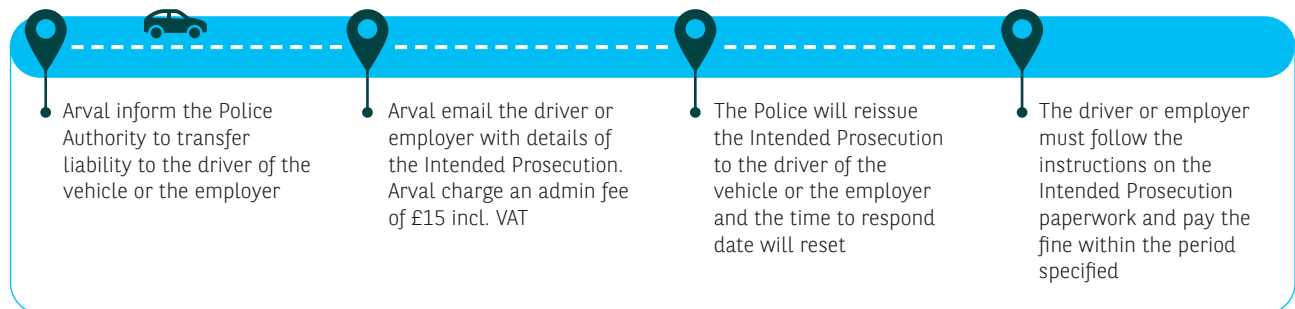 Arval inform the Police
Authority to transfer
liability to the driver of the
vehicle or the employer
Arval email the driver or
employer with details of
the Intended Prosecution.
Arval charge an admin fee
of £15 incl. VAT
The Police will reissue
the Intended Prosecution
to the driver of the
vehicle or the employer
and the time to respond
date will reset
The driver or employer
must follow the
instructions on the
Intended Prosecution
paperwork and pay the
fine within the period
specified